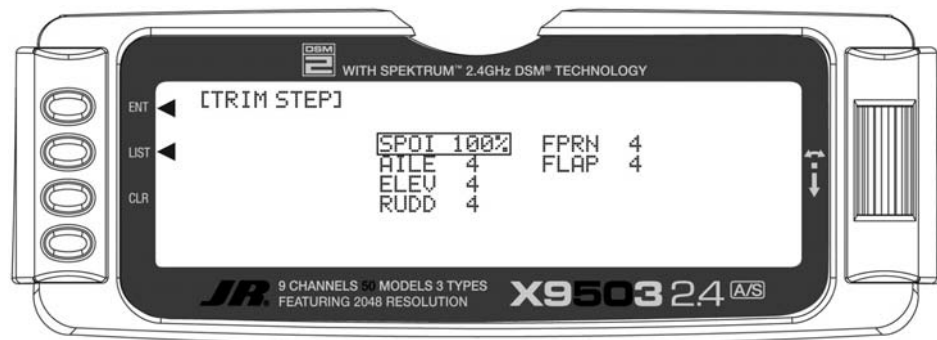 DSM
2
WITH SPEKTRUM™ 2.4GHz DSM® TECHNOLOGY
ENT
[TRIM STEP]
LIST
SPOI 100% FPRN 4
AILE 4 FLAP 4
ELEV 4
CLR
RUDD 4
JR. 9 CHANNELS 50 MODELS 3 TYPES
FEATURING 2048 RESOLUTION
X9503 2.4 A/S